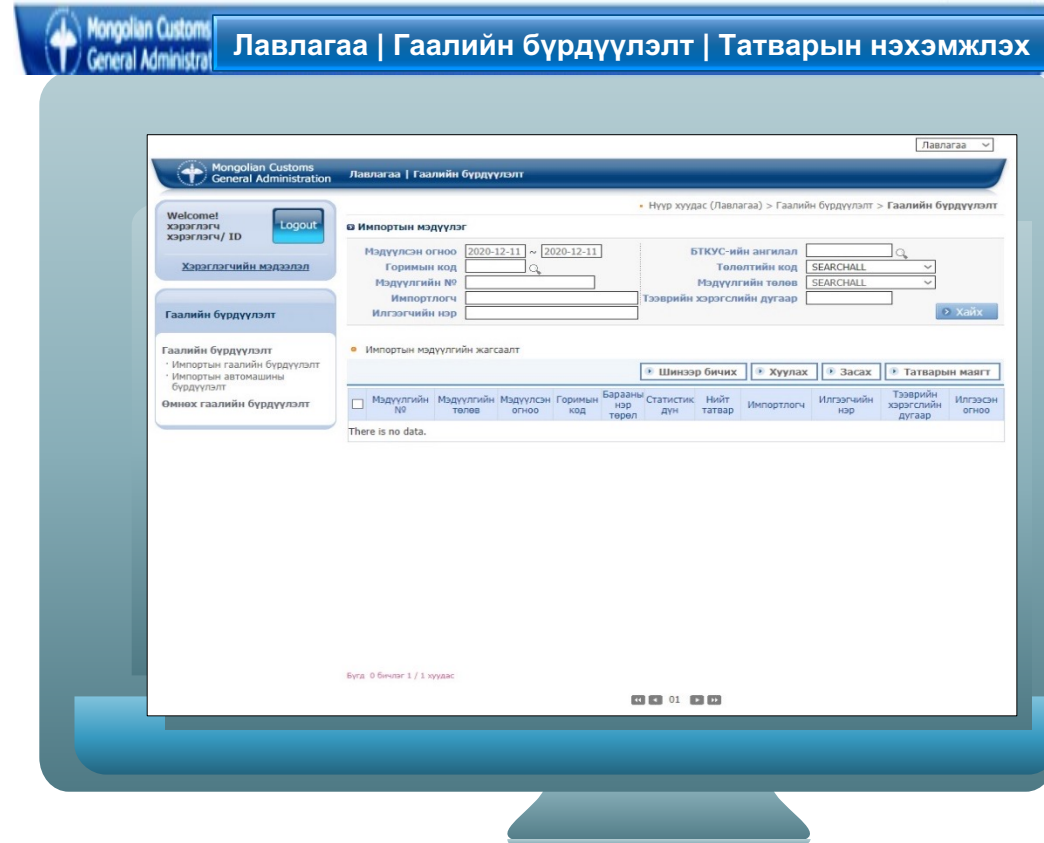 Mongolian Customs
General Administrat
Лавлагаа | Гаалийн бүрдүүлэлт | Татварын нэхэмжлэх
Лавлагаа
Mongolian Customs
General Administration
Лавлагаа | Гаалийн бүрдүүлэлт
Нүүр хуудас (Лавлагаа) > Гаалийн бүрдүүлэлт > Гаалийн бүрдүүлэлт
Welcome!
хэрэглэгч
хэрэглэгч/ ID
Logout
Хэрэглэгчийн мэдээлэл
Гаалийн бүрдүүлэлт
Гаалийн бүрдүүлэлт
· Импортын гаалийн бүрдүүлэлт
· Импортын автомашины
бүрдүүлэлт
Өмнөх гаалийн бүрдүүлэлт
Импортын мэдүүлэг
Мэдүүлсэн огноо 2020-12-11 ~ 2020-12-11 БТКУС-ийн ангилал
Горимын код Төлөлтийн код SEARCHALL
Мэдүүлгийн № Мэдүүлгийн төлөв SEARCHALL
Импортлогч Тээврийн хэрэгслийн дугаар
Илгээгчийн нэр Хайх
Импортын мэдүүлгийн жагсаалт
Шинээр бичих Хуулах Засах Татварын маягт
Мэдүүлгийн № Мэдүүлгийн төлөв Мэдүүлсэн огноо Горимын код Барааны нэр төрөл Статистик дүн Нийт татвар Импортлогч Илгээгчийн нэр Тээврийн хэрэгслийн дугаар Илгээсэн огноо
There is no data.
Бүгд 0 бичлэг 1 / 1 хуудас
01